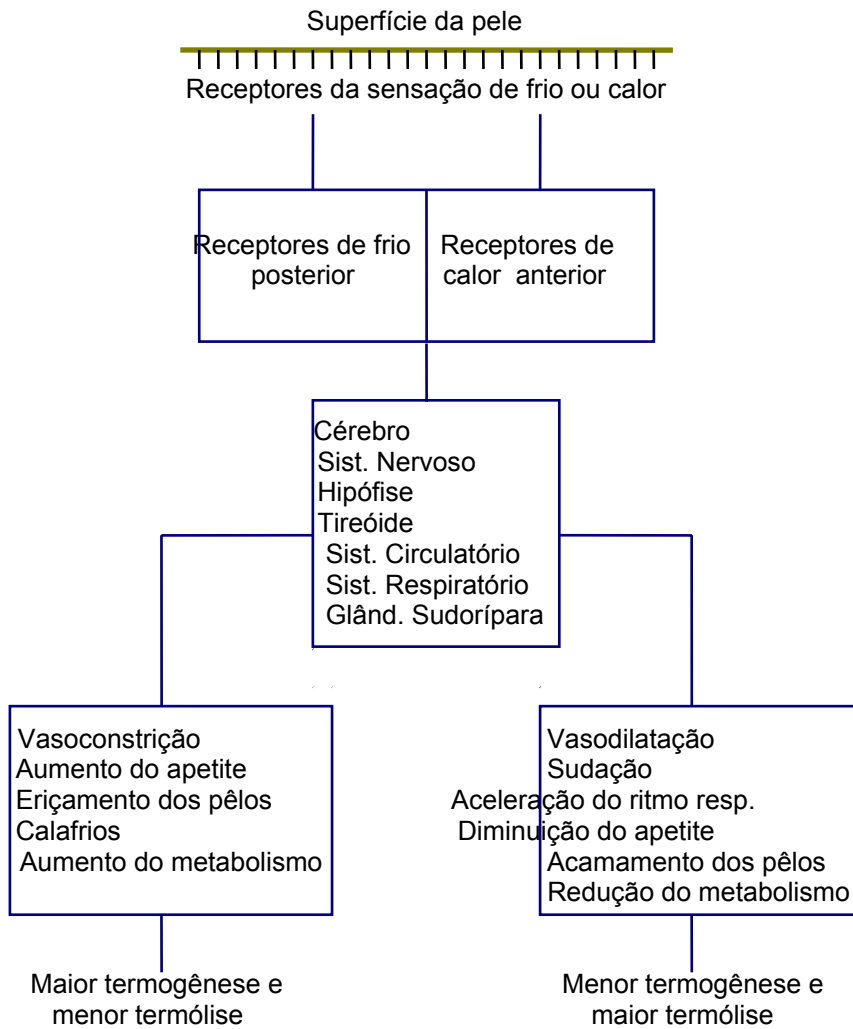 Superfície da pele
Receptores da sensação de frio ou calor
Receptores de frio
posterior
Receptores de
calor anterior
Cérebro
Sist. Nervoso
Hipófise
Tireóide
Sist. Circulatório
Sist. Respiratório
Glând. Sudorípara
Vasoconstrição
Aumento do apetite
Eriçamento dos pêlos
Calafrios
Aumento do metabolismo
Vasodilatação
Sudação
Aceleração do ritmo resp.
Diminuição do apetite
Acamamento dos pêlos
Redução do metabolismo
Maior termogênese e
menor termólise
Menor termogênese e
maior termólise